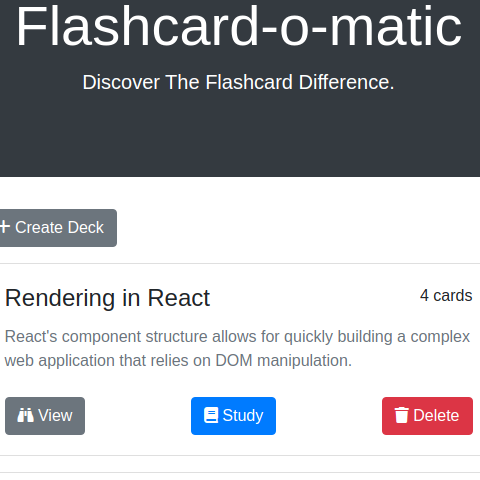 Flashcard-o-matic
Discover The Flashcard Difference.
Create Deck
Rendering in React
4 cards
React's component structure allows for quickly building a complex
web application that relies on DOM manipulation.
View
Study
Delete